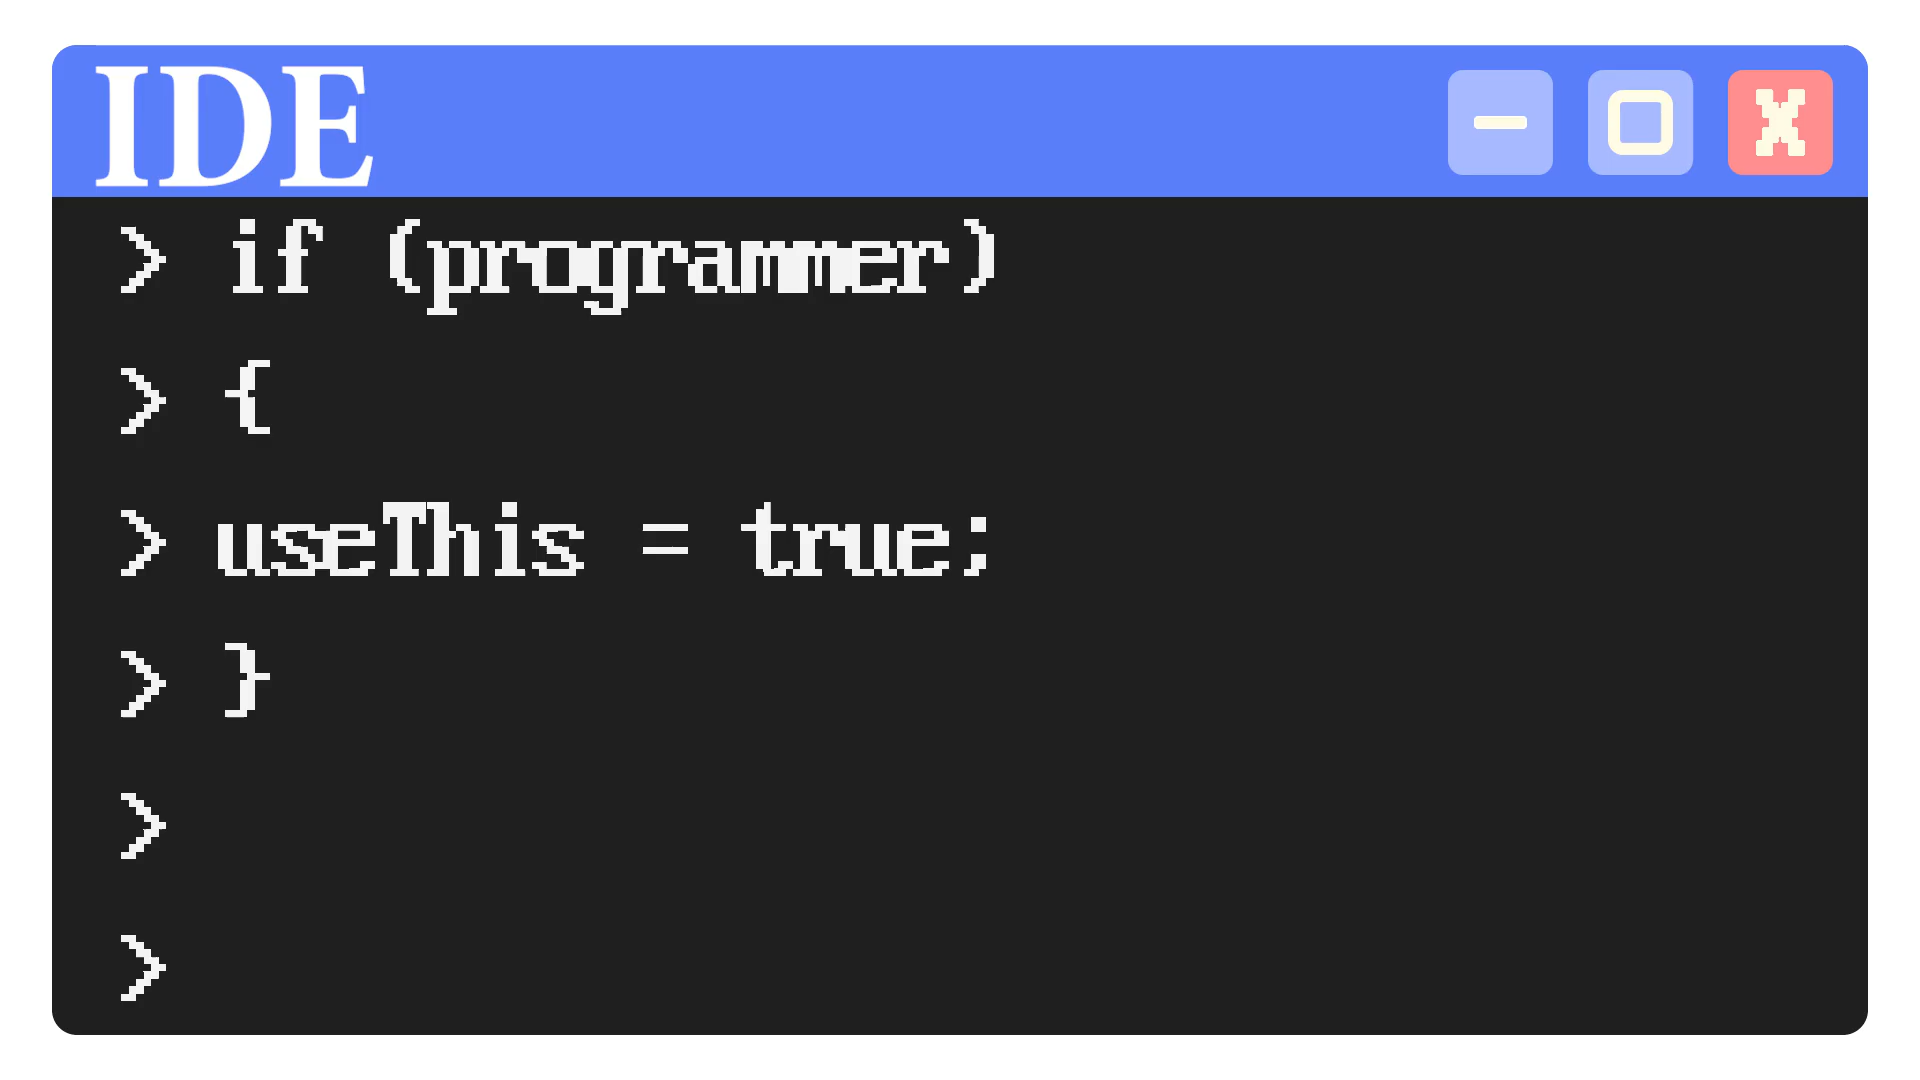 IDE
> if (programmer)
> {
> useThis = true;
> }
>
>